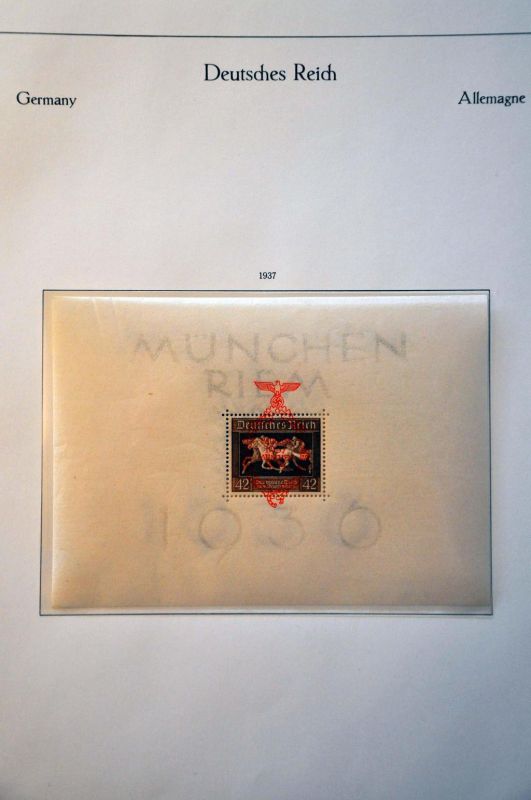 Deutsches Reich
Germany
Allemagne
1937
MÜNCHEN
RIEM
Deutsches Reich
42
42
1936